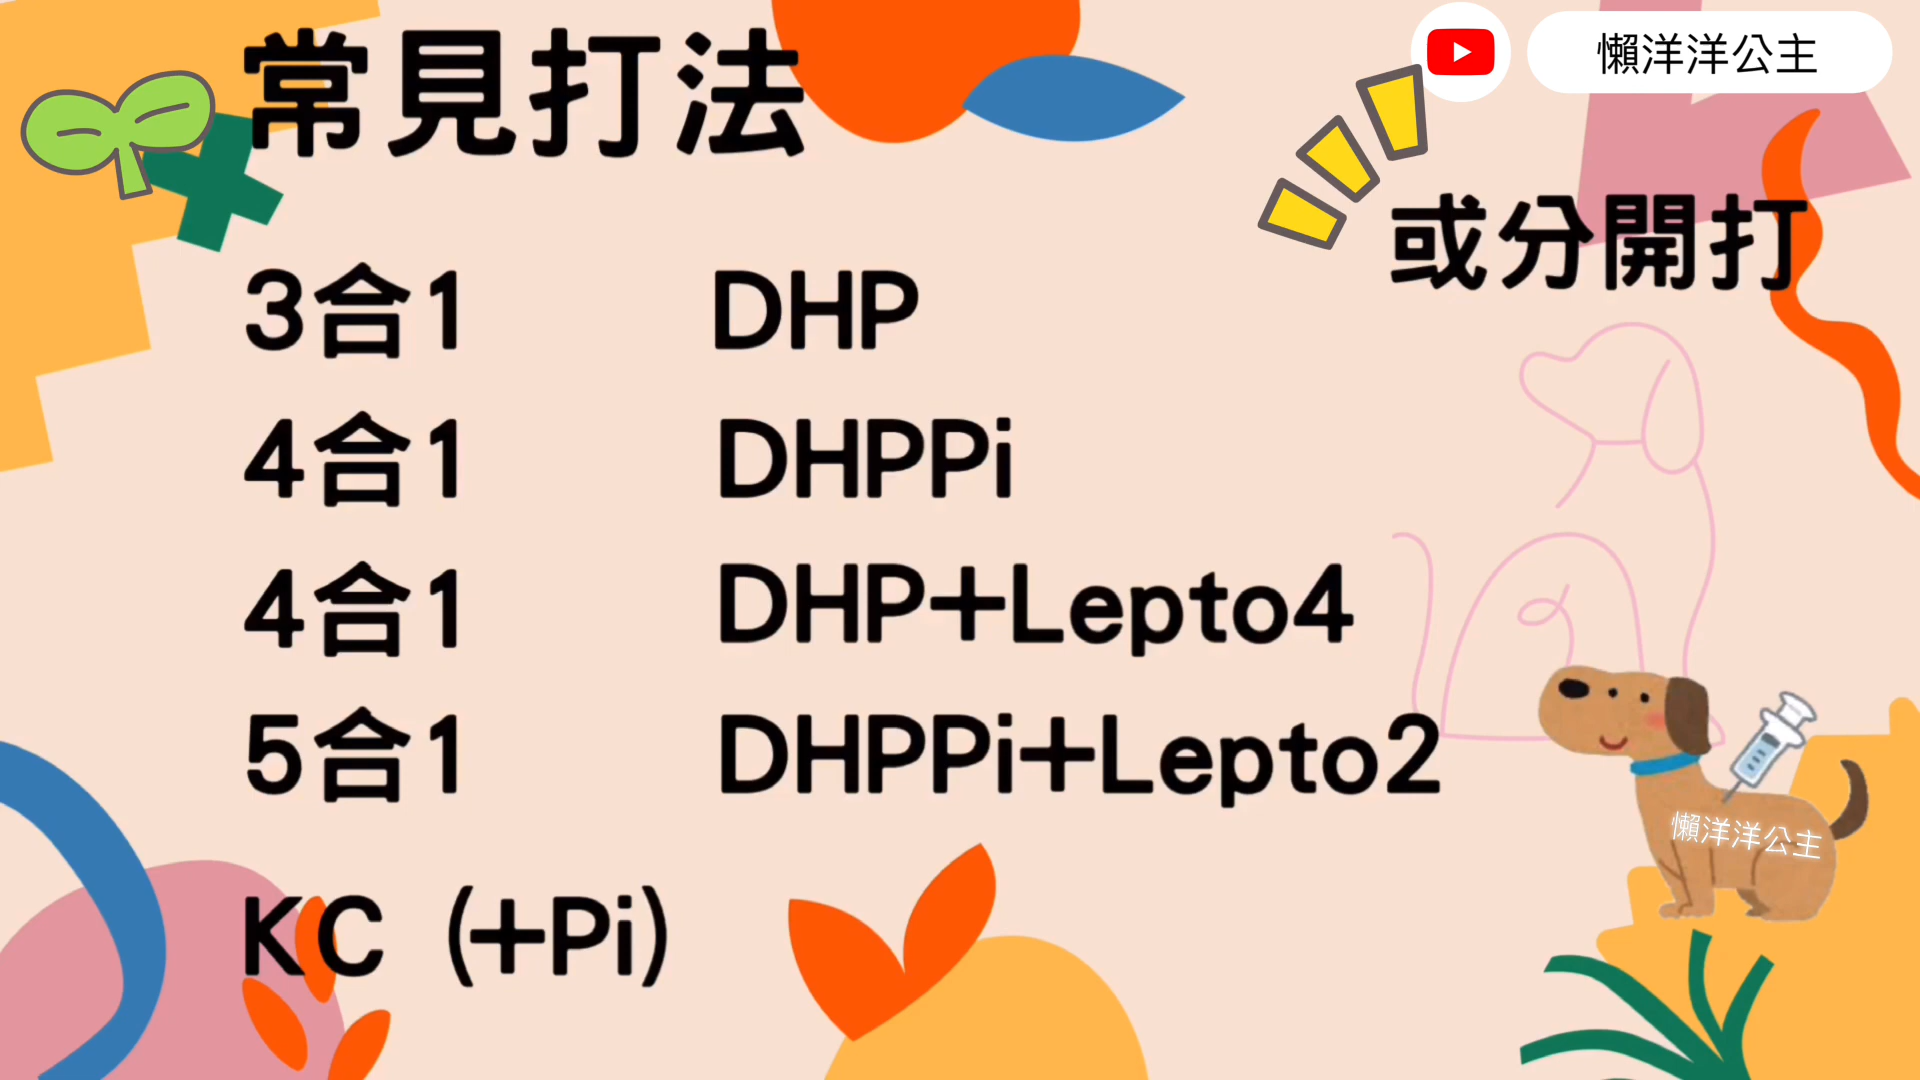 常見打法
懶洋洋公主
或分開打
3合1 DHP
4合1 DHPPi
4合1 DHP+Lepto4
5合1 DHPPi+Lepto2
懶洋洋公主
KC (+Pi)